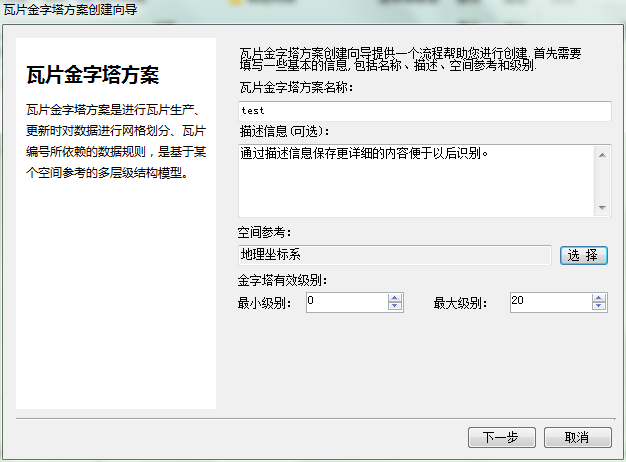 瓦片金字塔方案创建向导
瓦片金字塔方案
瓦片金字塔方案是进行瓦片生产、
更新时对数据进行网格划分、瓦片
编号所依赖的数据规则，是基于某
个空间参考的多层级结构模型。
瓦片金字塔方案创建向导提供一个流程帮助您进行创建.首先需要
填写一些基本的信息,包括名称、描述、空间参考和级别.
瓦片金字塔方案名称：
test
描述信息(可选)：
通过描述信息保存更详细的内容便于以后识别。
空间参考：
地理坐标系
选 择
金字塔有效级别：
最小级别： 0 最大级别： 20
下一步 取消